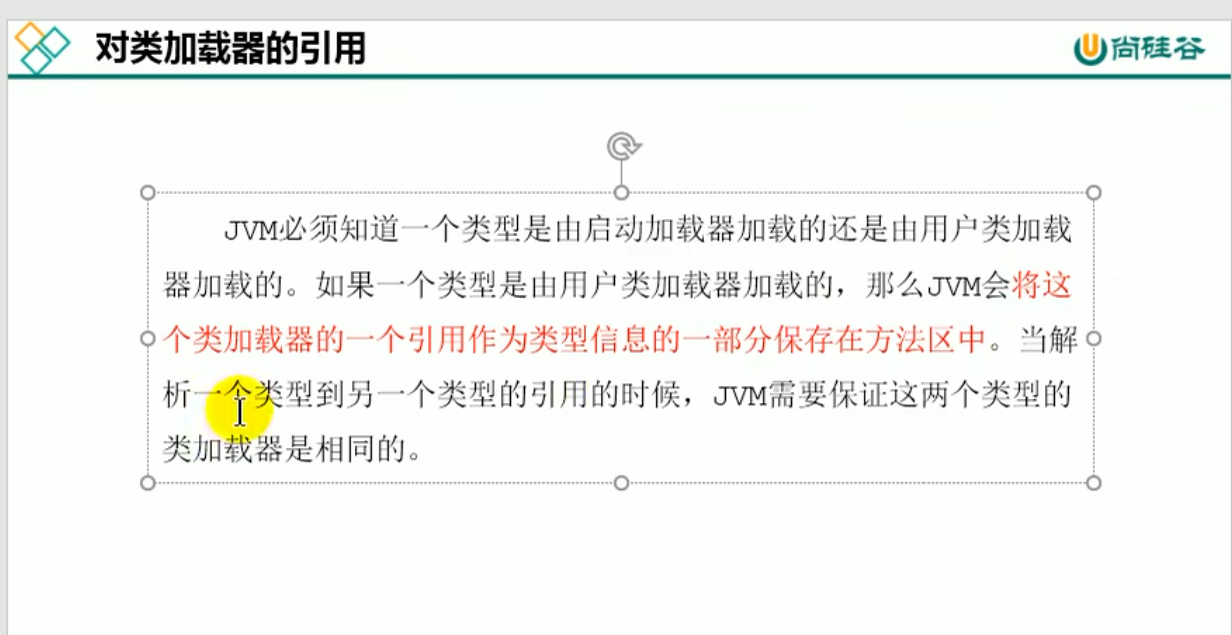 对类加载器的引用
尚硅谷
JVM必须知道一个类型是由启动加载器加载的还是由用户类加载
器加载的。如果一个类型是由用户类加载器加载的，那么JVM会将这
个类加载器的一个引用作为类型信息的一部分保存在方法区中。当解
析一个类型到另一个类型的引用的时候，JVM需要保证这两个类型的
类加载器是相同的。